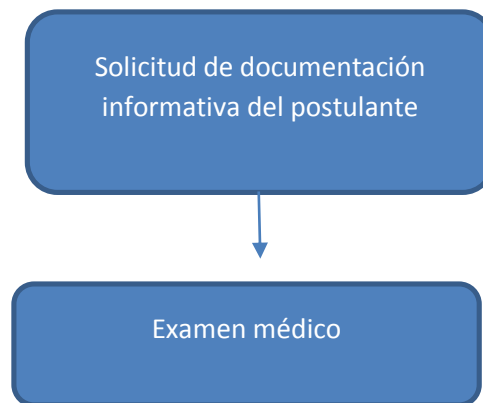 Solicitud de documentación
informativa del postulante
Examen médico